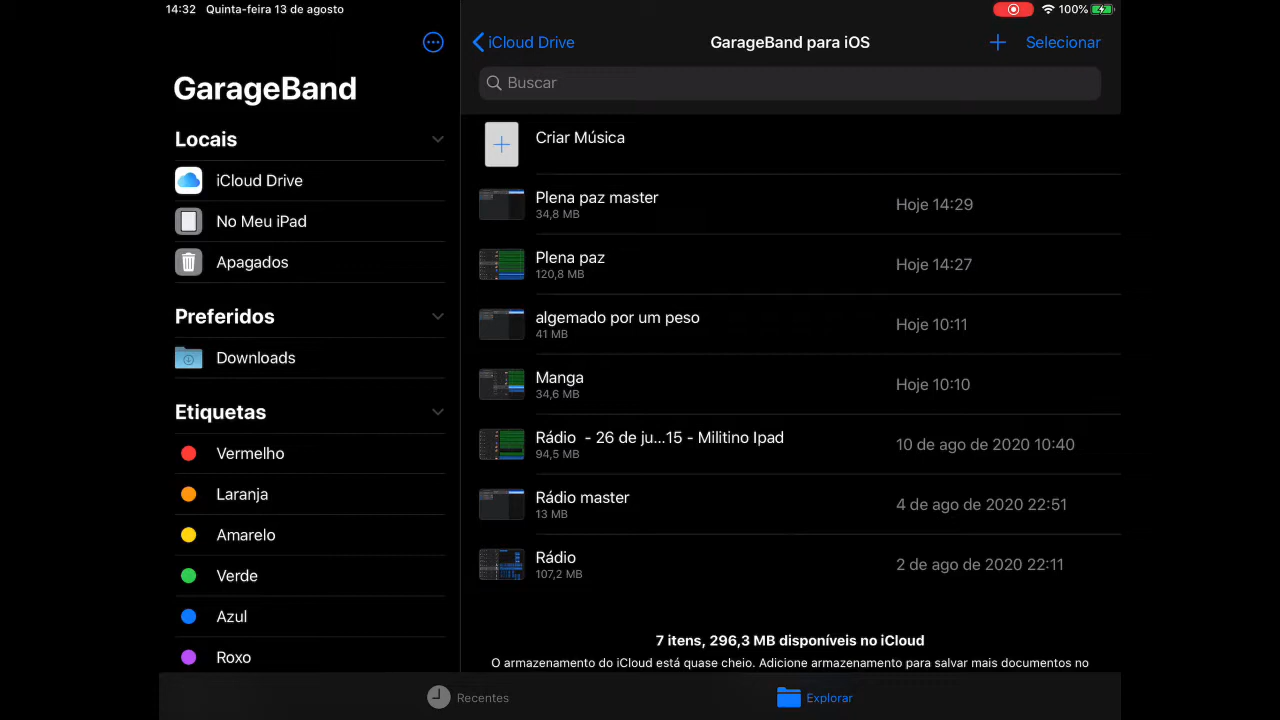 14:32 Quinta-feira 13 de agosto
100%
GarageBand
Locais
iCloud Drive
No Meu iPad
Apagados
Preferidos
Downloads
Etiquetas
Vermelho
Laranja
Amarelo
Verde
Azul
Roxo
iCloud Drive
GarageBand para iOS
Selecionar
Buscar
Criar Música
Plena paz master
34,8 MB
Hoje 14:29
Plena paz
120,8 MB
Hoje 14:27
algemado por um peso
41 MB
Hoje 10:11
Manga
34,6 MB
Hoje 10:10
Rádio - 26 de ju...15 - Militino Ipad
94,5 MB
10 de ago de 2020 10:40
Rádio master
13 MB
4 de ago de 2020 22:51
Rádio
107,2 MB
2 de ago de 2020 22:11
7 itens, 296,3 MB disponíveis no iCloud
O armazenamento do iCloud está quase cheio. Adicione armazenamento para salvar mais documentos no
Recentes
Explorar